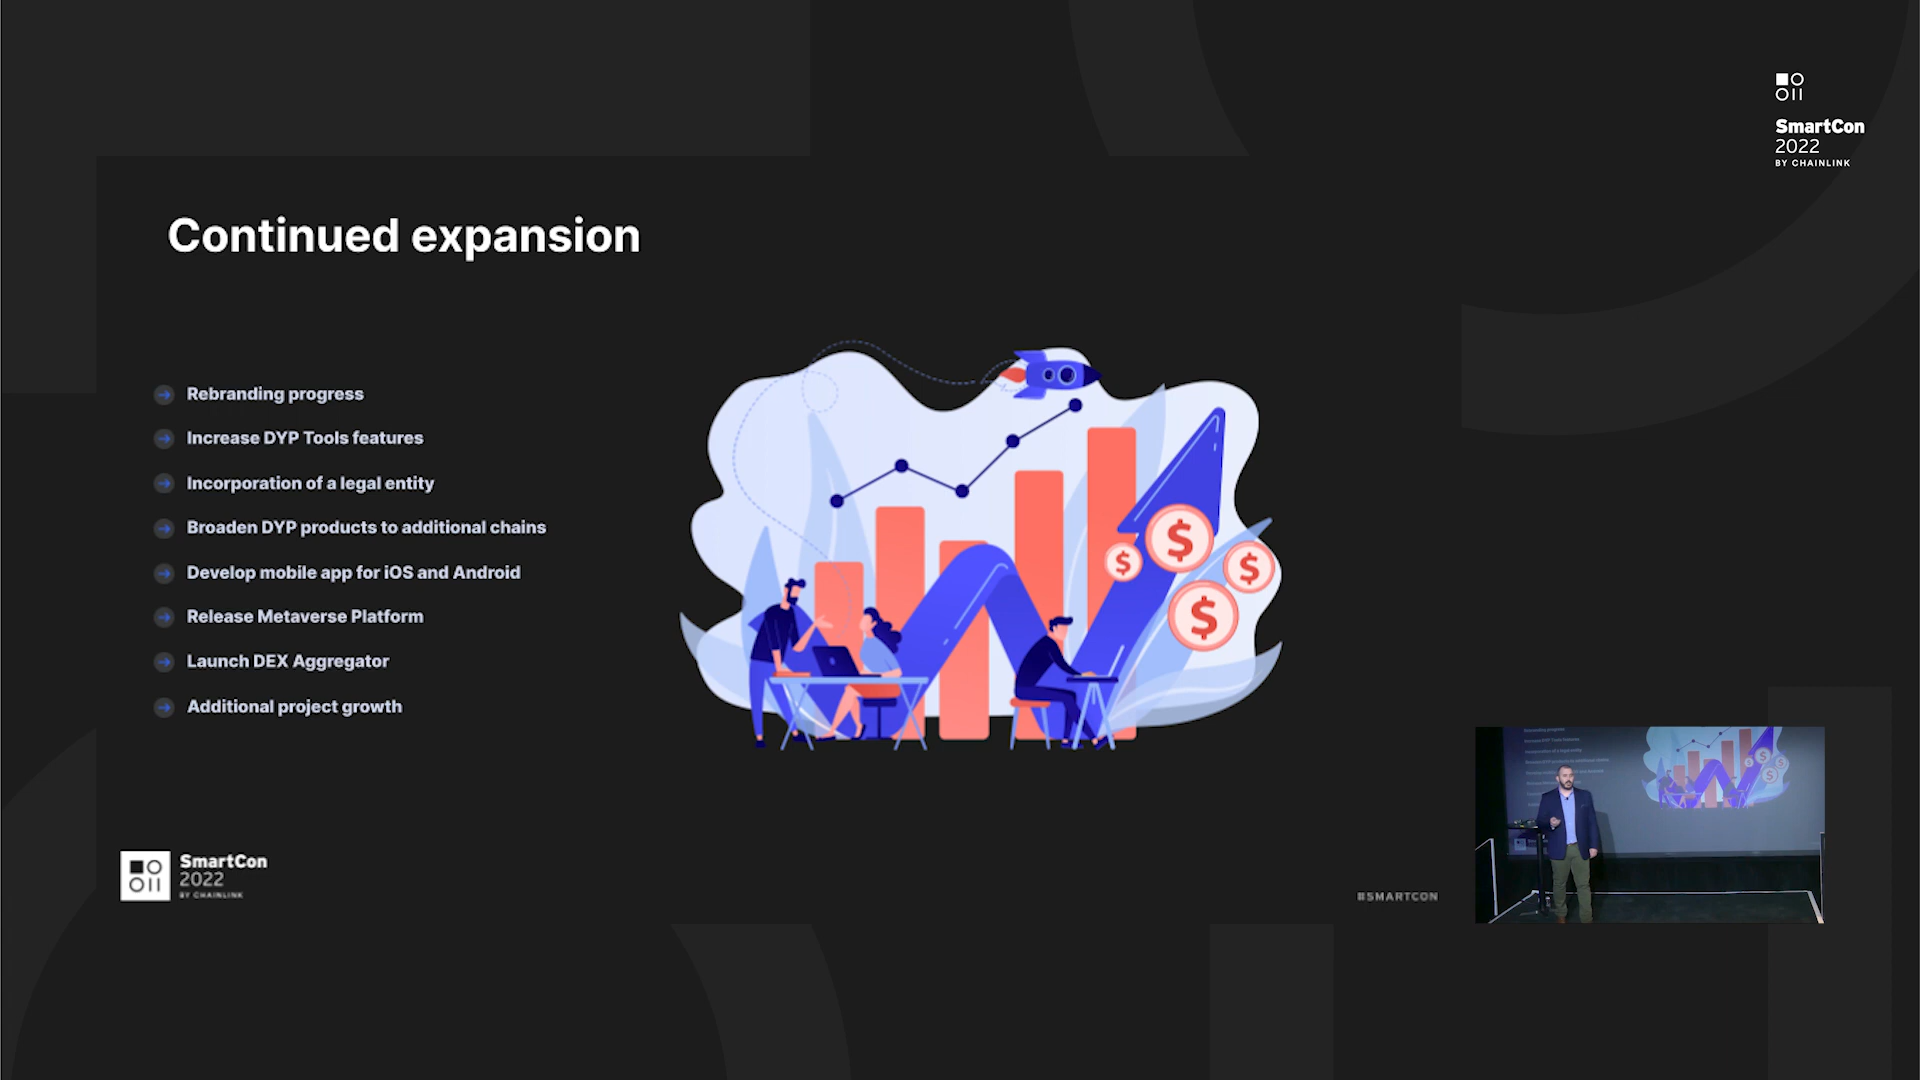 SmartCon
2022
BY CHAINLINK
Continued expansion
Rebranding progress
Increase DYP Tools features
Incorporation of a legal entity
Broaden DYP products to additional chains
Develop mobile app for iOS and Android
Release Metaverse Platform
Launch DEX Aggregator
Additional project growth
$
$
$
$
SmartCon
2022
BY CHAINLINK
#SMARTCON